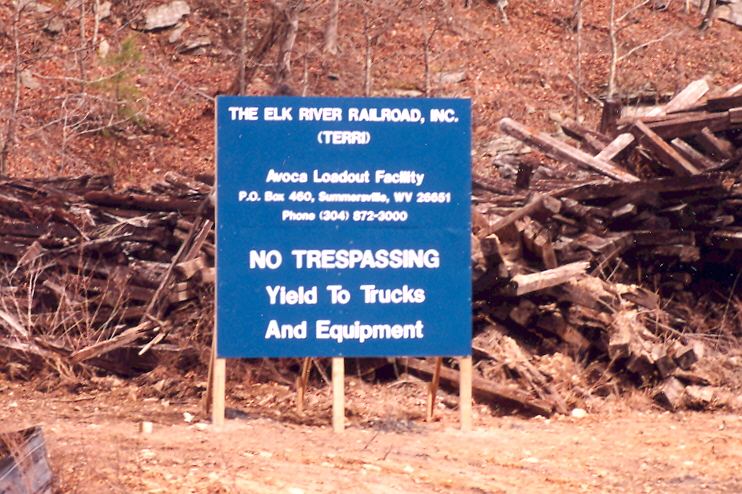 THE ELK RIVER RAILROAD, INC.
(TERRI)
Avoca Loadout Facility
P.O. Box 460, Summersville, WV 26651
Phone (304) 872-3000
NO TRESPASSING
Yield To Trucks
And Equipment